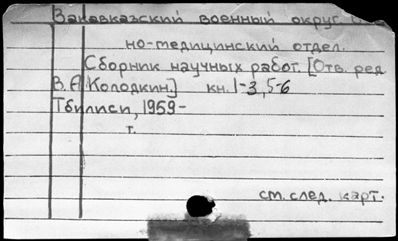 Закавказский военный округ.
но-медицинский отдел.
Сборник научных работ. [Отв. ред
В.А. Колодкин.] кн. 1-3, 5-6
Тбилиси, 1959-
т.
см. след. карт.